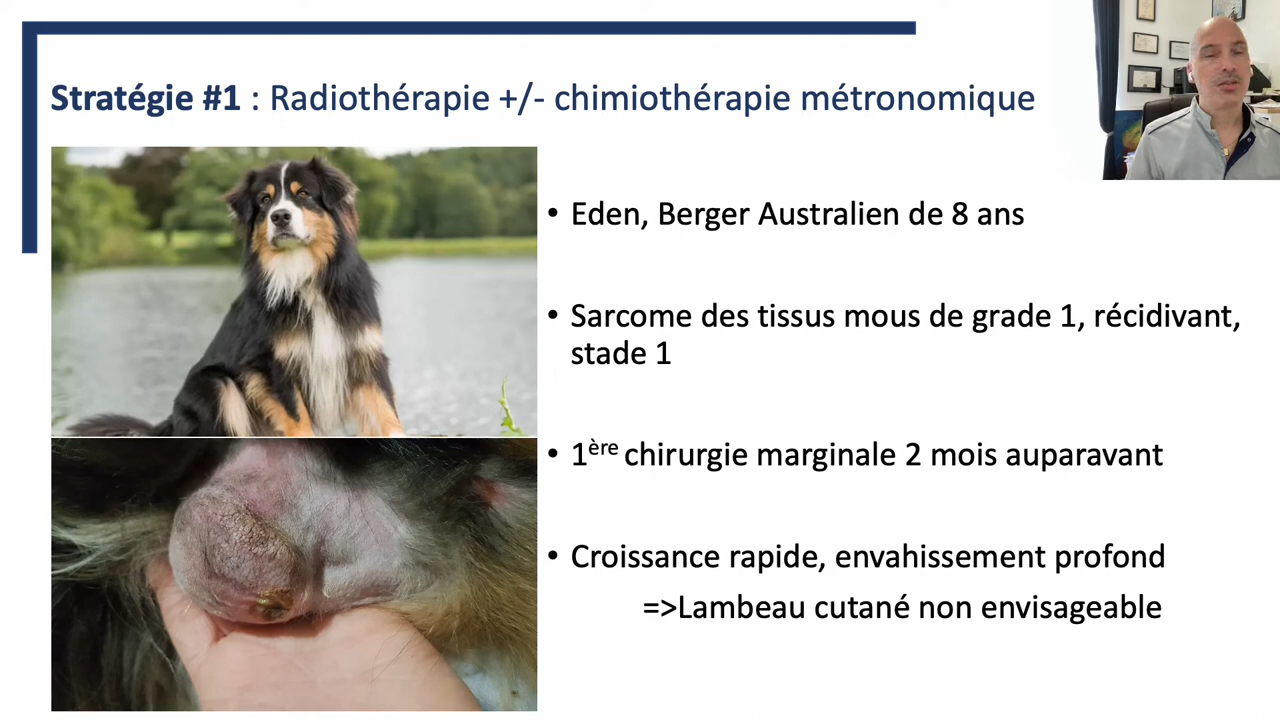 Stratégie #1 : Radiothérapie +/- chimiothérapie métronomique
• Eden, Berger Australien de 8 ans
• Sarcome des tissus mous de grade 1, récidivant,
stade 1
• 1ère chirurgie marginale 2 mois auparavant
• Croissance rapide, envahissement profond
=>Lambeau cutané non envisageable